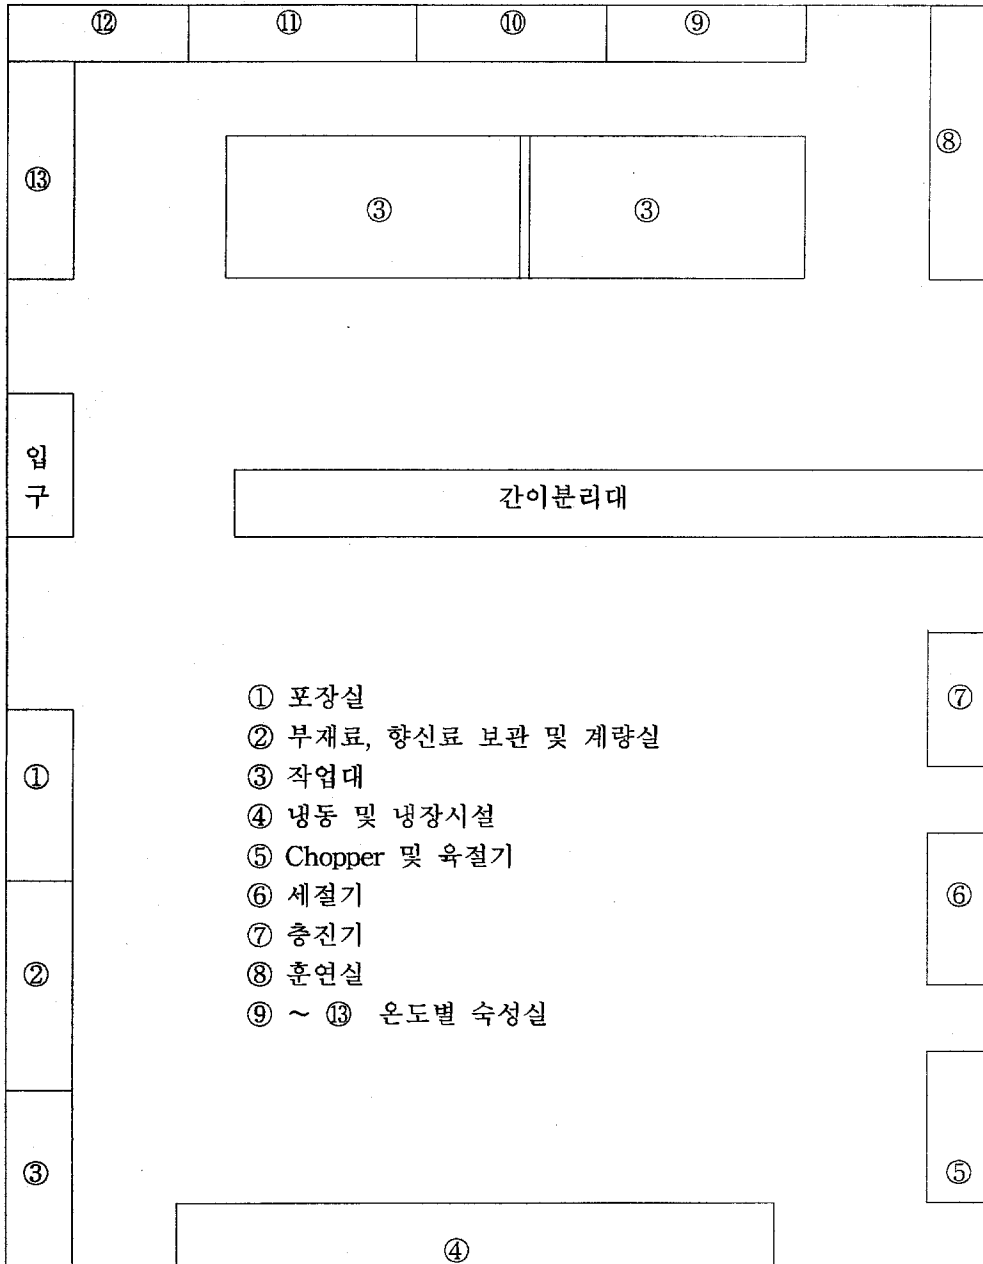 ⑫ ⑪ ⑩ ⑨
⑧
⑬
③ ③
입
구
간이분리대
⑦
① 포장실
② 부재료, 향신료 보관 및 계량실
③ 작업대
④ 냉동 및 냉장시설
⑤ Chopper 및 육절기
⑥ 세절기
⑦ 충진기
⑧ 훈연실
⑨ ~ ⑬ 온도별 숙성실
①
⑥
②
③
⑤
④